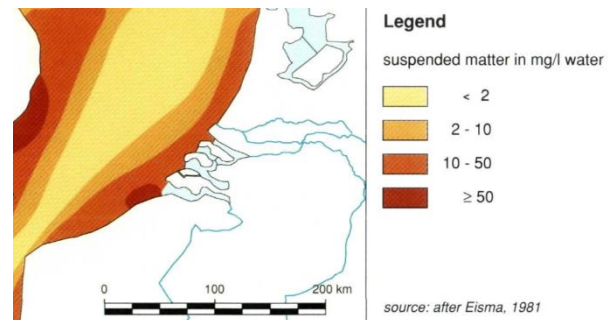 Legend
suspended matter in mg/l water
< 2
2 - 10
10 - 50
≥ 50
0 100 200 km
source: after Eisma, 1981